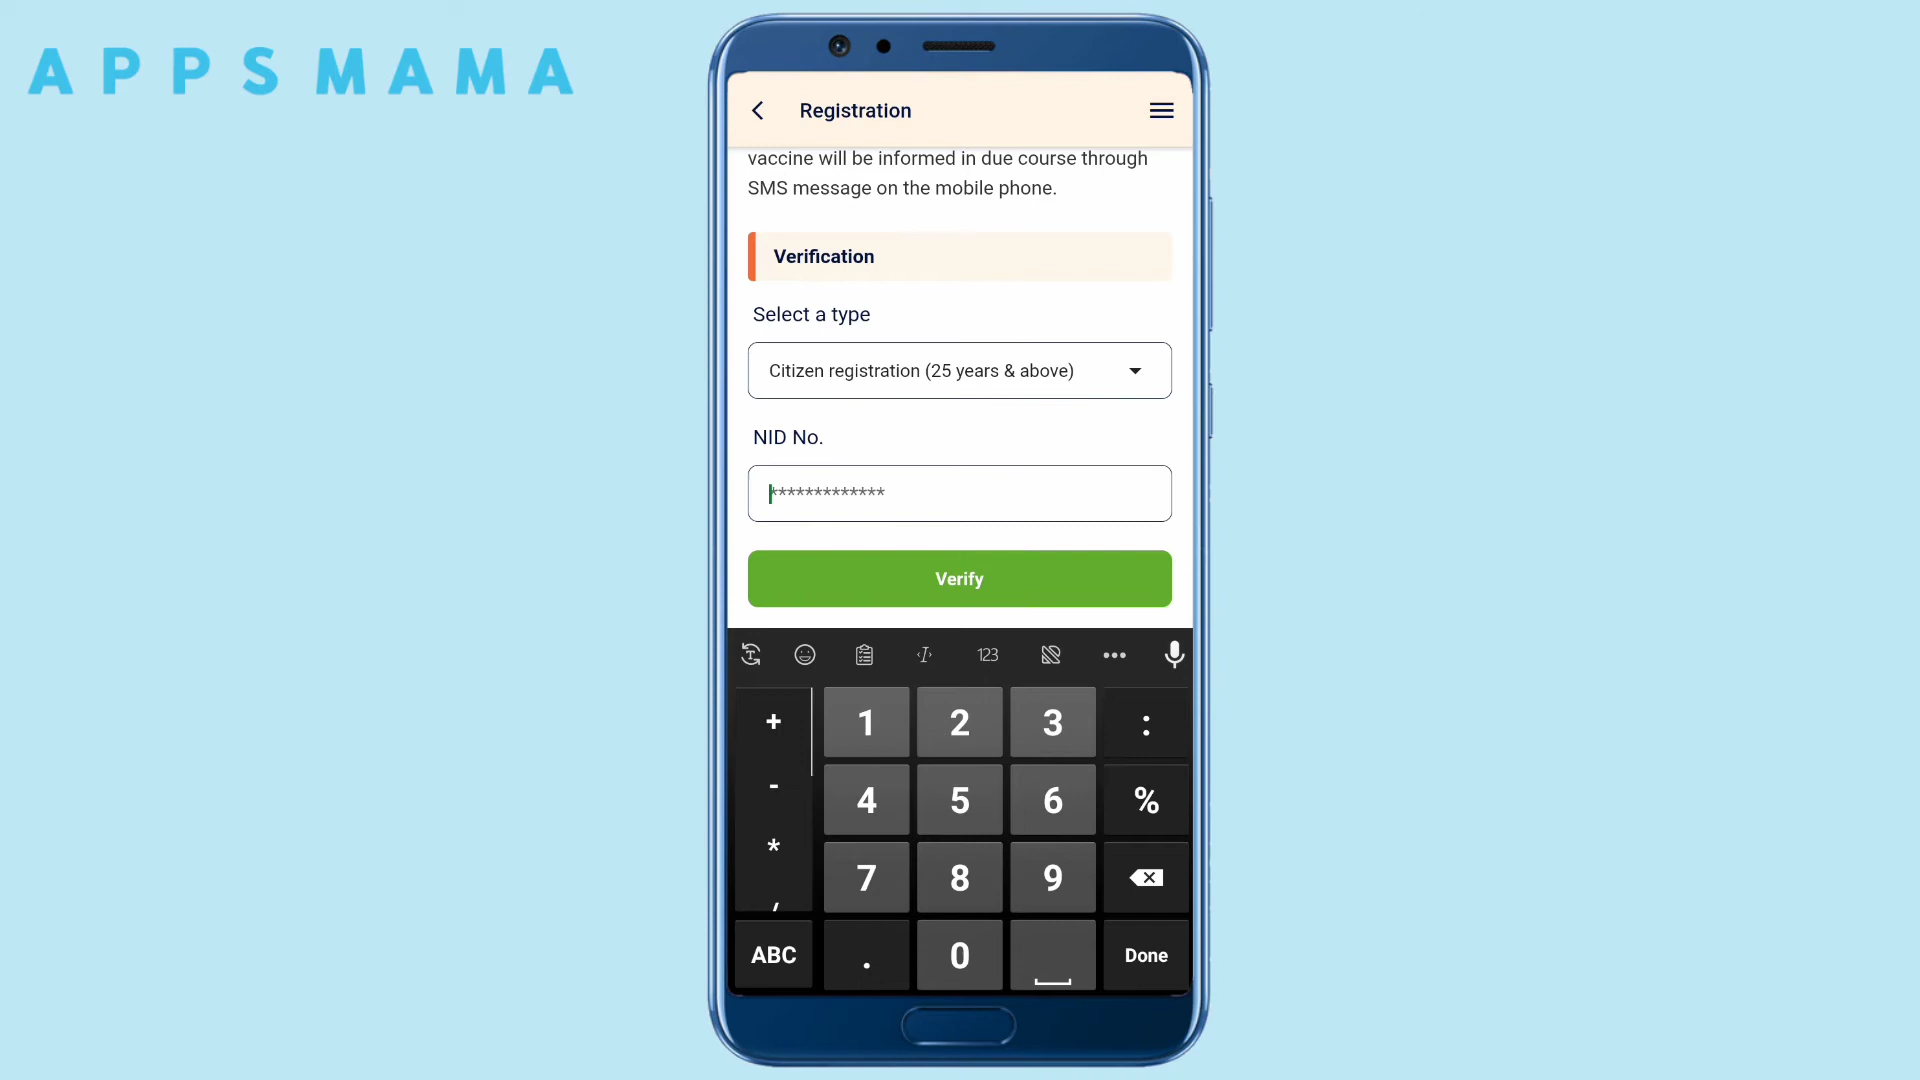 APPSMAMA
Registration
vaccine will be informed in due course through
SMS message on the mobile phone.
Verification
Select a type
Citizen registration (25 years & above)
NID No.
*************
Verify
123
+ 1 2 3 :
- 4 5 6 %
* 7 8 9
/
ABC . 0 Done